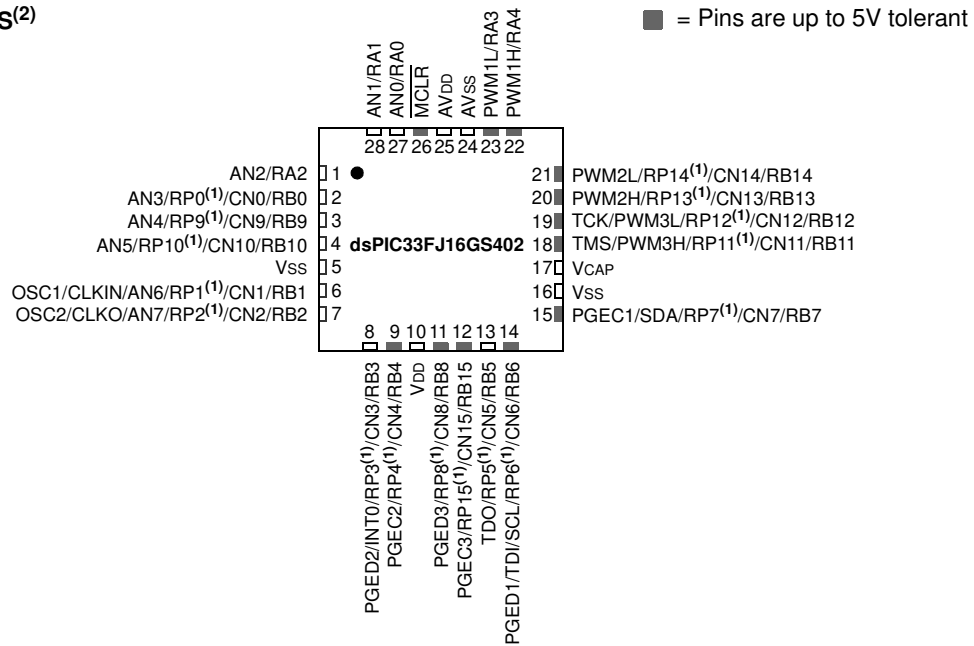 S(2)
= Pins are up to 5V tolerant
AN1/RA1
AN0/RA0
MCLR
AVDD
AVSS
PWM1L/RA3
PWM1H/RA4
28 27 26 25 24 23 22
AN2/RA2 1
AN3/RP0(1)/CN0/RB0 2
AN4/RP9(1)/CN9/RB9 3
AN5/RP10(1)/CN10/RB10 4
VSS 5
OSC1/CLKIN/AN6/RP1(1)/CN1/RB1 6
OSC2/CLKO/AN7/RP2(1)/CN2/RB2 7
dsPIC33FJ16GS402
21 PWM2L/RP14(1)/CN14/RB14
20 PWM2H/RP13(1)/CN13/RB13
19 TCK/PWM3L/RP12(1)/CN12/RB12
18 TMS/PWM3H/RP11(1)/CN11/RB11
17 VCAP
16 VSS
15 PGEC1/SDA/RP7(1)/CN7/RB7
8 9 10 11 12 13 14
PGED2/INT0/RP3(1)/CN3/RB3
PGEC2/RP4(1)/CN4/RB4
VDD
PGED3/RP8(1)/CN8/RB8
PGEC3/RP15(1)/CN15/RB15
TDO/RP5(1)/CN5/RB5
PGED1/TDI/SCL/RP6(1)/CN6/RB6